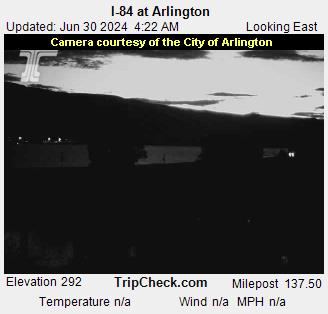 I-84 at Arlington
Updated: Jun 30 2024 4:22 AM Looking East
Camera courtesy of the City of Arlington
Elevation 292 TripCheck.com Milepost 137.50
Temperature n/a Wind n/a MPH n/a